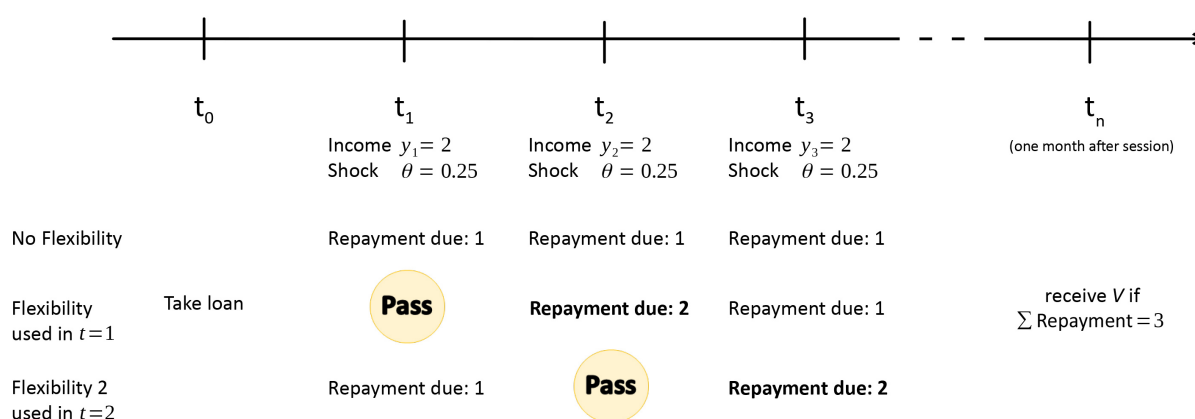 t₀ t₁ t₂ t₃ tₙ
Income y₁= 2 Income y₂= 2 Income y₃= 2 (one month after session)
Shock θ = 0.25 Shock θ = 0.25 Shock θ = 0.25
No Flexibility Repayment due: 1 Repayment due: 1 Repayment due: 1
Flexibility
used in t=1
Take loan
Pass
Repayment due: 2
Repayment due: 1
receive V if
∑ Repayment = 3
Flexibility 2
used in t=2
Repayment due: 1
Pass
Repayment due: 2